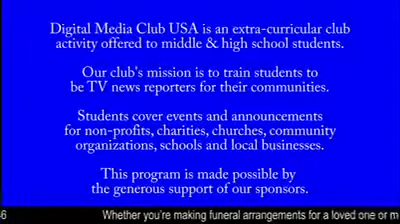 Digital Media Club USA is an extra-curricular club
activity offered to middle & high school students.
Our club's mission is to train students to
be TV news reporters for their communities.
Students cover events and announcements
for non-profits, charities, churches, community
organizations, schools and local businesses.
This program is made possible by
the generous support of our sponsors.
Whether you're making funeral arrangements for a loved one or